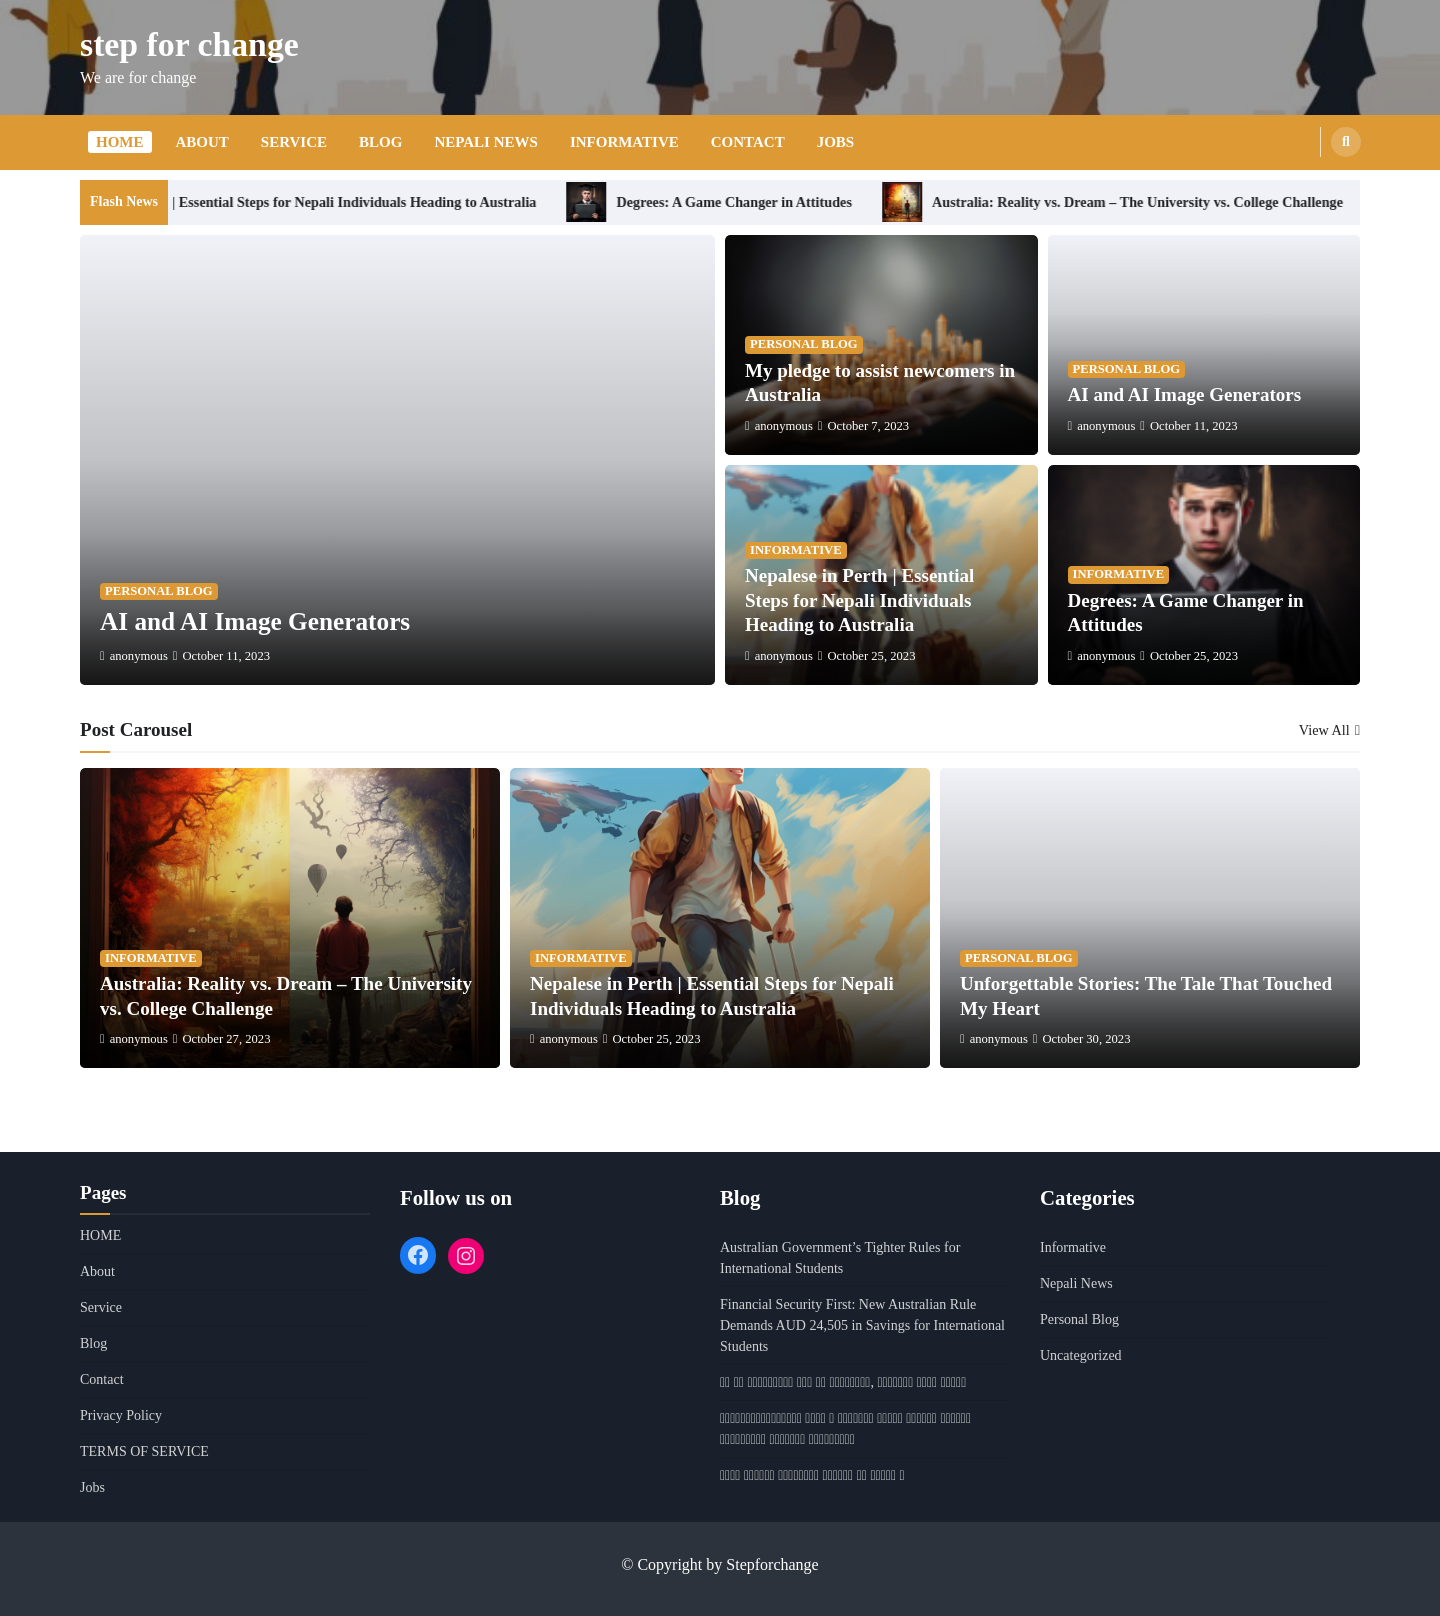 step for change
We are for change
HOME ABOUT SERVICE BLOG NEPALI NEWS INFORMATIVE CONTACT JOBS
Flash News | Essential Steps for Nepali Individuals Heading to Australia Degrees: A Game Changer in Attitudes Australia: Reality vs. Dream – The University vs. College Challenge
PERSONAL BLOG
AI and AI Image Generators
anonymous October 11, 2023
PERSONAL BLOG
My pledge to assist newcomers in
Australia
anonymous October 7, 2023
PERSONAL BLOG
AI and AI Image Generators
anonymous October 11, 2023
INFORMATIVE
Nepalese in Perth | Essential
Steps for Nepali Individuals
Heading to Australia
anonymous October 25, 2023
INFORMATIVE
Degrees: A Game Changer in
Attitudes
anonymous October 25, 2023
Post Carousel
View All
INFORMATIVE
Australia: Reality vs. Dream – The University
vs. College Challenge
anonymous October 27, 2023
INFORMATIVE
Nepalese in Perth | Essential Steps for Nepali
Individuals Heading to Australia
anonymous October 25, 2023
PERSONAL BLOG
Unforgettable Stories: The Tale That Touched
My Heart
anonymous October 30, 2023
Pages
HOME
About
Service
Blog
Contact
Privacy Policy
TERMS OF SERVICE
Jobs
Follow us on
Blog
Australian Government’s Tighter Rules for
International Students
Financial Security First: New Australian Rule
Demands AUD 24,505 in Savings for International
Students
Categories
Informative
Nepali News
Personal Blog
Uncategorized
© Copyright by Stepforchange